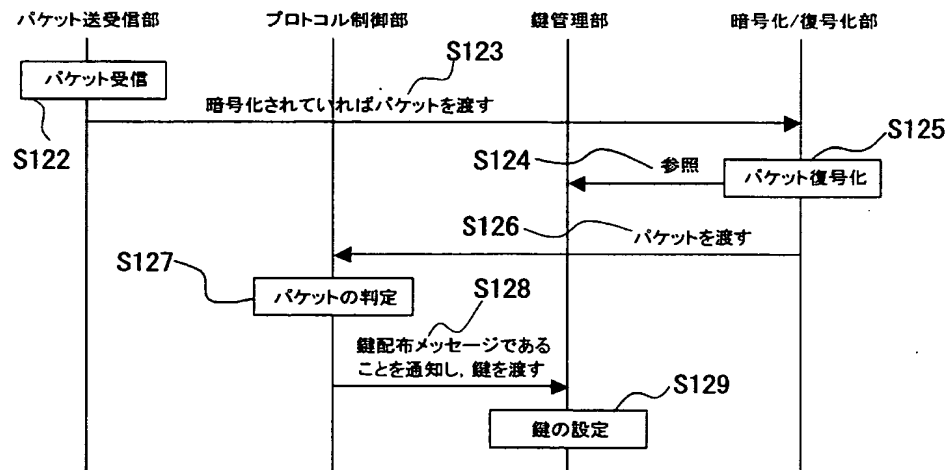 パケット送受信部
プロトコル制御部
鍵管理部
暗号化/復号化部
S123
パケット受信
暗号化されていればパケットを渡す
S122
S125
S124
参照
パケット復号化
S126
パケットを渡す
S127
パケットの判定
S128
鍵配布メッセージである
ことを通知し，鍵を渡す
S129
鍵の設定